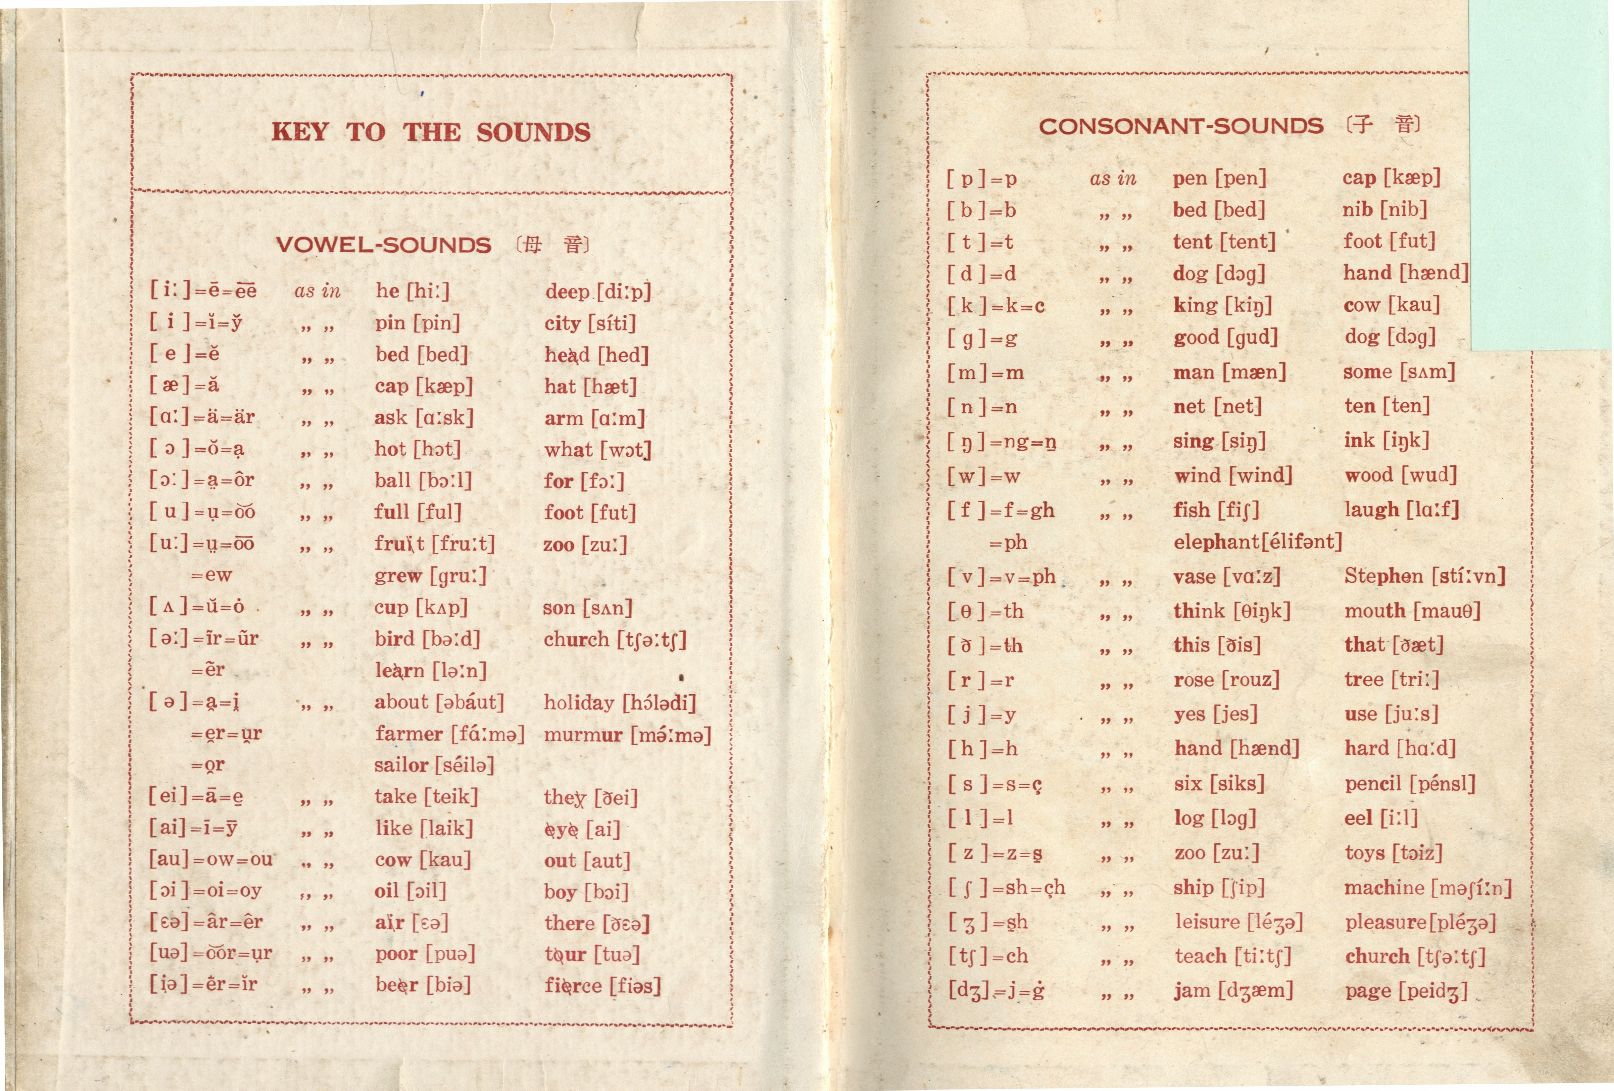 KEY TO THE SOUNDS
VOWEL-SOUNDS 〔母 音〕
[iː]=ē=ēē as in he [hiː] deep [diːp]
[i]=ĭ=y̆ „ „ pin [pin] city [síti]
[e]=ĕ „ „ bed [bed] head [hed]
[æ]=ă „ „ cap [kæp] hat [hæt]
[ɑː]=ä=är „ „ ask [ɑːsk] arm [ɑːm]
[ɔ]=ŏ=ạ „ „ hot [hɔt] what [wɔt]
[ɔː]=a̤=ôr „ „ ball [bɔːl] for [fɔː]
[u]=ụ=o͝o „ „ full [ful] foot [fut]
[uː]=ṳ=o͞o „ „ fruit [fruːt] zoo [zuː]
=ew grew [gruː]
[ʌ]=ŭ=ȯ „ „ cup [kʌp] son [sʌn]
[əː]=ĩr=ũr „ „ bird [bəːd] church [tʃəːtʃ]
=ẽr learn [ləːn]
[ə]=a̭=i̭ „ „ about [əbáut] holiday [hɔ́lədi]
=ḙr=ṷr farmer [fɑ́ːmə] murmur [mə́ːmə]
=o̭r sailor [séilə]
[ei]=ā=e̱ „ „ take [teik] they [ðei]
[ai]=ī=ȳ „ „ like [laik] eye [ai]
[au]=ow=ou „ „ cow [kau] out [aut]
[ɔi]=oi=oy „ „ oil [ɔil] boy [bɔi]
[ɛə]=âr=êr „ „ air [ɛə] there [ðɛə]
[uə]=o͝or=ụr „ „ poor [puə] tour [tuə]
[iə]=ēr=ĭr „ „ beer [biə] fierce [fiəs]
CONSONANT-SOUNDS 〔子 音〕
[p]=p as in pen [pen] cap [kæp]
[b]=b „ „ bed [bed] nib [nib]
[t]=t „ „ tent [tent] foot [fut]
[d]=d „ „ dog [dɔg] hand [hænd]
[k]=k=c „ „ king [kiŋ] cow [kau]
[g]=g „ „ good [gud] dog [dɔg]
[m]=m „ „ man [mæn] some [sʌm]
[n]=n „ „ net [net] ten [ten]
[ŋ]=ng=ṉ „ „ sing [siŋ] ink [iŋk]
[w]=w „ „ wind [wind] wood [wud]
[f]=f=gh „ „ fish [fiʃ] laugh [lɑːf]
=ph elephant[élifənt]
[v]=v=ph „ „ vase [vɑːz] Stephen [stíːvn]
[θ]=th „ „ think [θiŋk] mouth [mauθ]
[ð]=th „ „ this [ðis] that [ðæt]
[r]=r „ „ rose [rouz] tree [triː]
[j]=y „ „ yes [jes] use [juːs]
[h]=h „ „ hand [hænd] hard [hɑːd]
[s]=s=ç „ „ six [siks] pencil [pénsl]
[l]=l „ „ log [lɔg] eel [iːl]
[z]=z=s̱ „ „ zoo [zuː] toys [tɔiz]
[ʃ]=sh=çh „ „ ship [ʃip] machine [məʃíːn]
[ʒ]=s̱h „ „ leisure [léʒə] pleasure[pléʒə]
[tʃ]=ch „ „ teach [tiːtʃ] church [tʃəːtʃ]
[dʒ]=j=ġ „ „ jam [dʒæm] page [peidʒ]